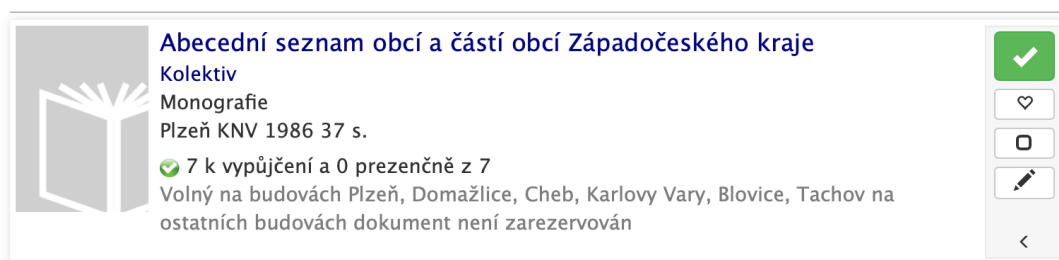 Abecední seznam obcí a částí obcí Západočeského kraje
Kolektiv
Monografie
Plzeň KNV 1986 37 s.
7 k vypůjčení a 0 prezenčně z 7
Volný na budovách Plzeň, Domažlice, Cheb, Karlovy Vary, Blovice, Tachov na
ostatních budovách dokument není zarezervován